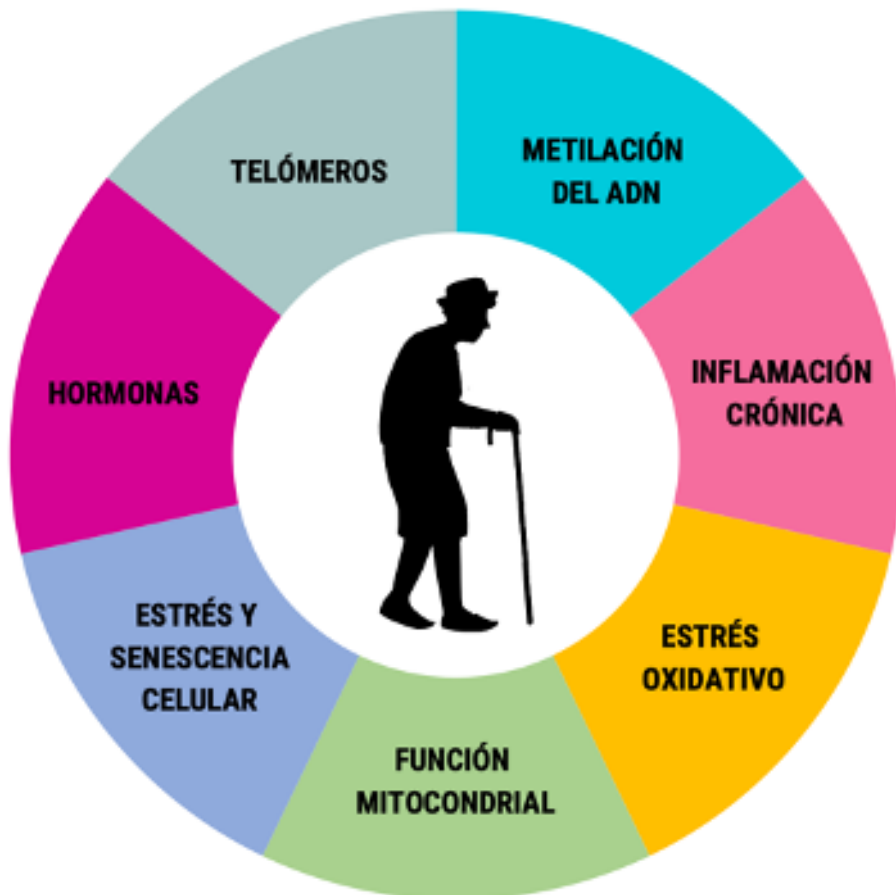 METILACIÓN
DEL ADN
INFLAMACIÓN
CRÓNICA
ESTRÉS
OXIDATIVO
FUNCIÓN
MITOCONDRIAL
ESTRÉS Y
SENESCENCIA
CELULAR
HORMONAS
TELÓMEROS